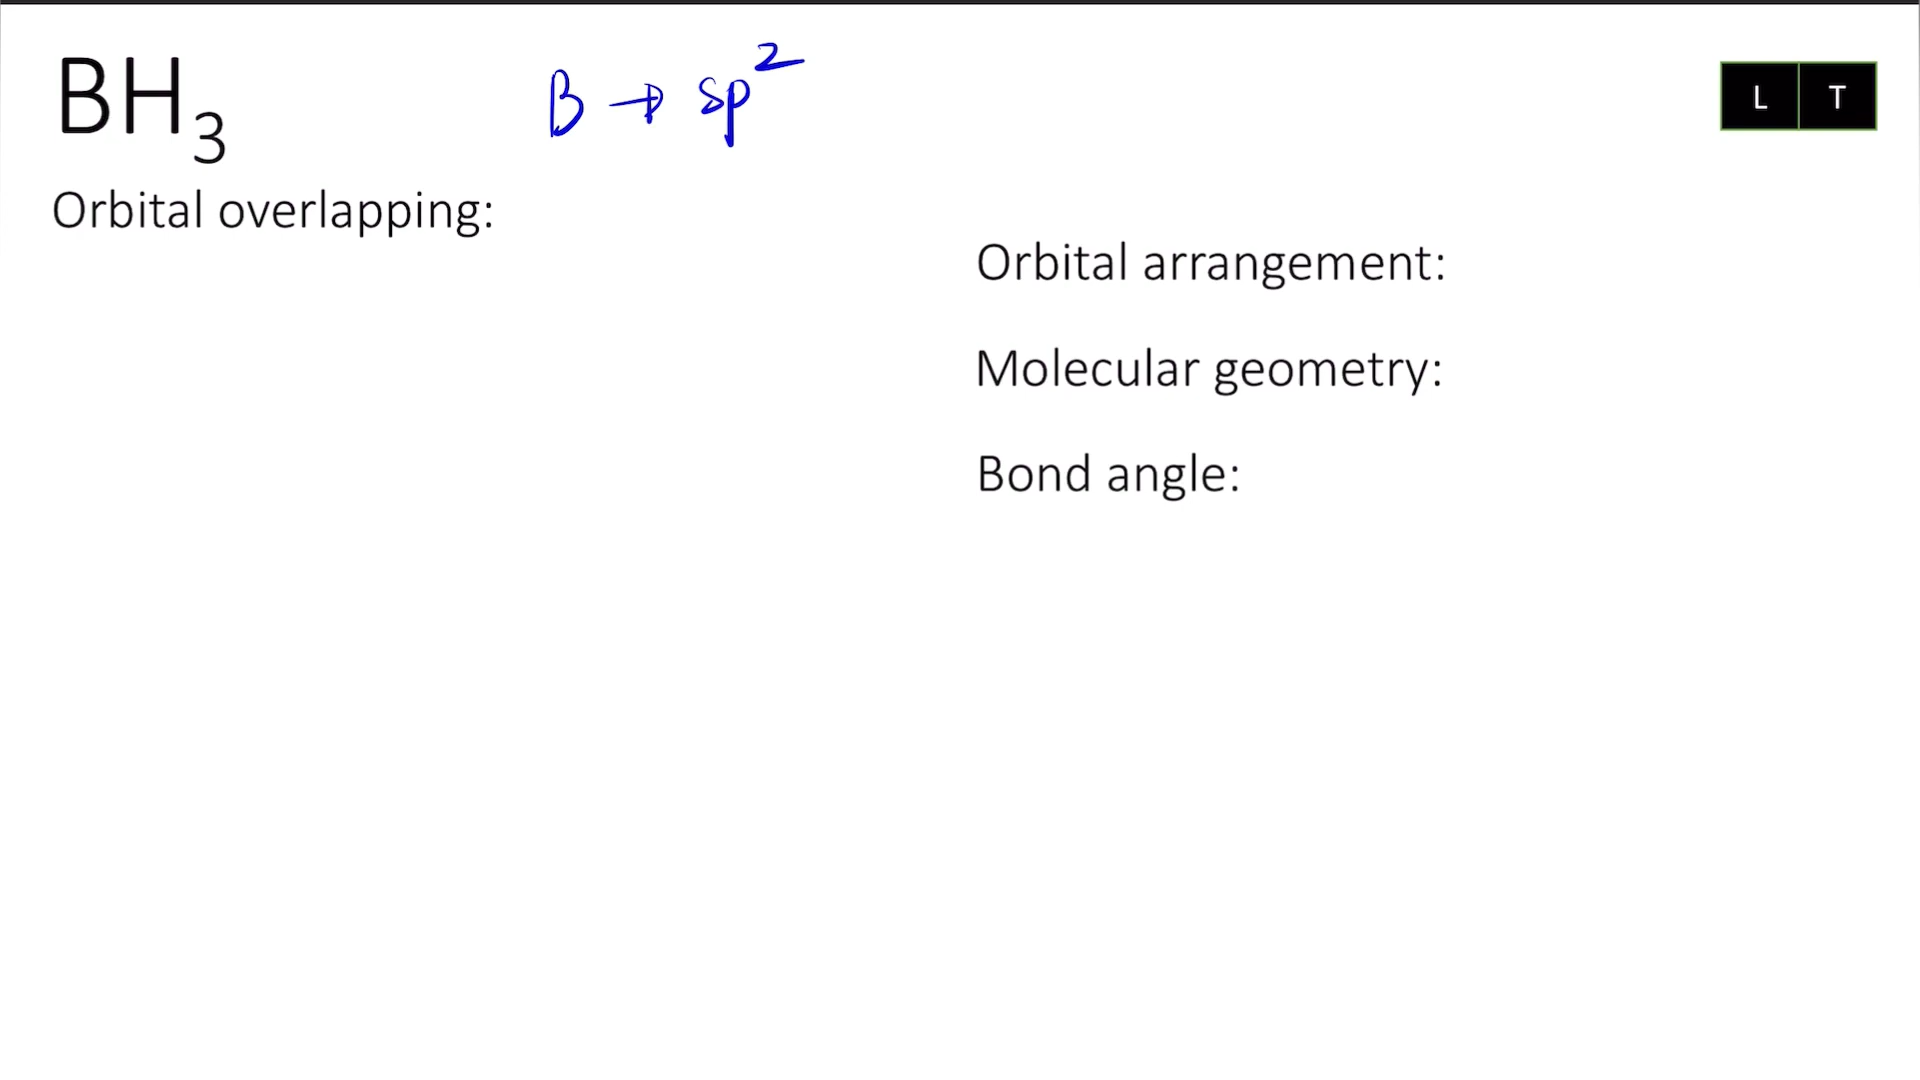 BH₃
B → sp²
L T
Orbital overlapping:
Orbital arrangement:
Molecular geometry:
Bond angle: